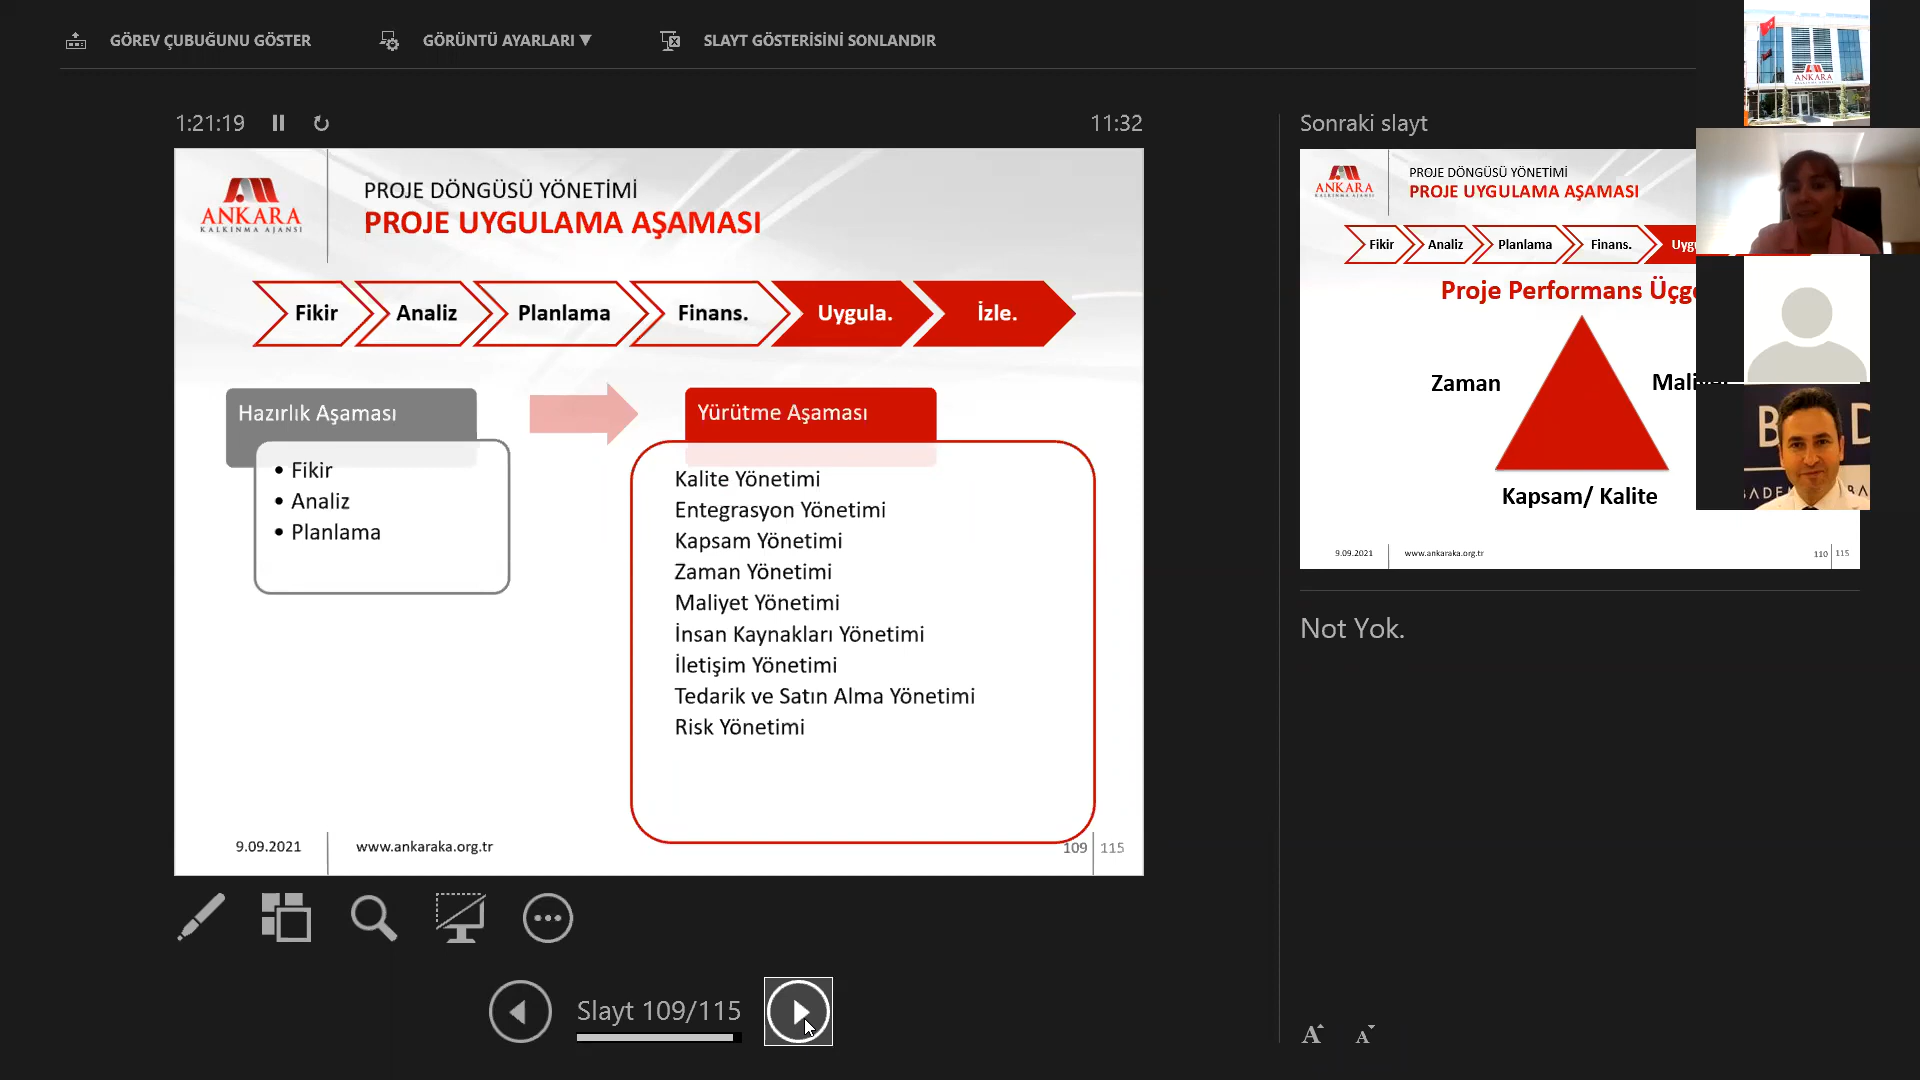 GÖREV ÇUBUĞUNU GÖSTER
GÖRÜNTÜ AYARLARI ▼
SLAYT GÖSTERİSİNİ SONLANDIR
1:21:19
11:32
ANKARA
KALKINMA AJANSI
PROJE DÖNGÜSÜ YÖNETİMİ
PROJE UYGULAMA AŞAMASI
Fikir
Analiz
Planlama
Finans.
Uygula.
İzle.
Hazırlık Aşaması
• Fikir
• Analiz
• Planlama
Yürütme Aşaması
Kalite Yönetimi
Entegrasyon Yönetimi
Kapsam Yönetimi
Zaman Yönetimi
Maliyet Yönetimi
İnsan Kaynakları Yönetimi
İletişim Yönetimi
Tedarik ve Satın Alma Yönetimi
Risk Yönetimi
9.09.2021
www.ankaraka.org.tr
109
115
Slayt 109/115
Sonraki slayt
ANKARA
KALKINMA AJANSI
PROJE DÖNGÜSÜ YÖNETİMİ
PROJE UYGULAMA AŞAMASI
Fikir
Analiz
Planlama
Finans.
Proje Performans
Zaman
Kapsam/ Kalite
9.09.2021
www.ankaraka.org.tr
110
115
Not Yok.
A
A
ANKARA